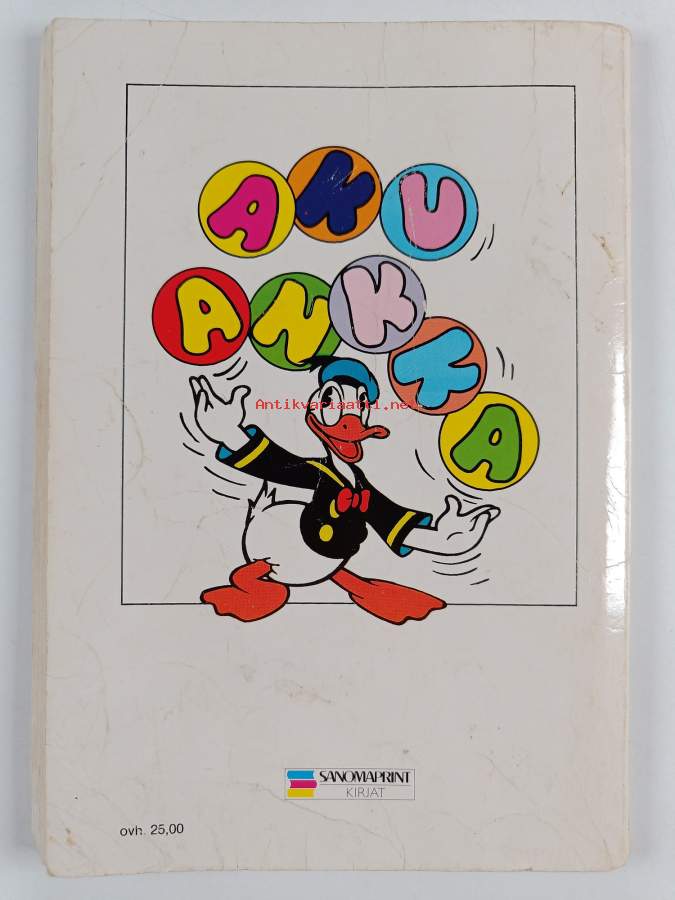 AKU
ANKKA
Antikvariaatti.net
SANOMAPRINT
KIRJAT
ovh. 25,00